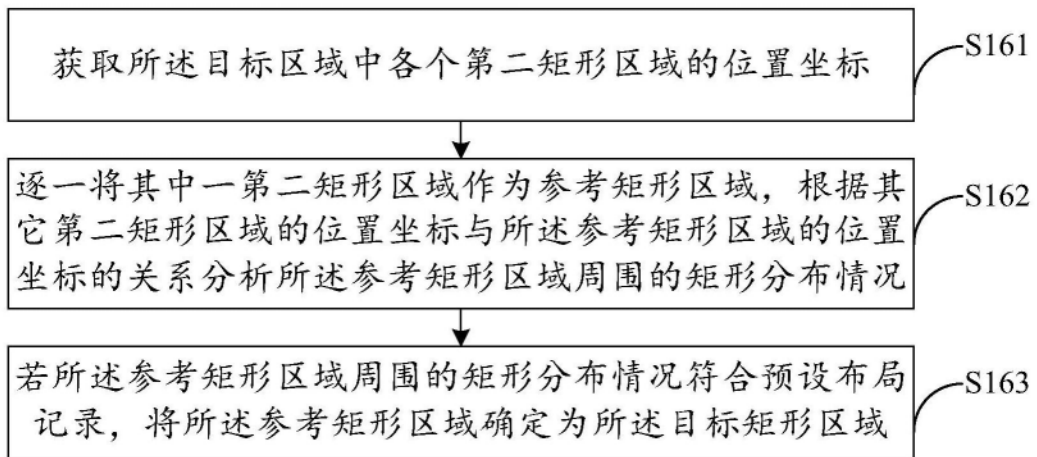 获取所述目标区域中各个第二矩形区域的位置坐标
S161
逐一将其中一第二矩形区域作为参考矩形区域，根据其
它第二矩形区域的位置坐标与所述参考矩形区域的位置
坐标的关系分析所述参考矩形区域周围的矩形分布情况
S162
若所述参考矩形区域周围的矩形分布情况符合预设布局
记录，将所述参考矩形区域确定为所述目标矩形区域
S163